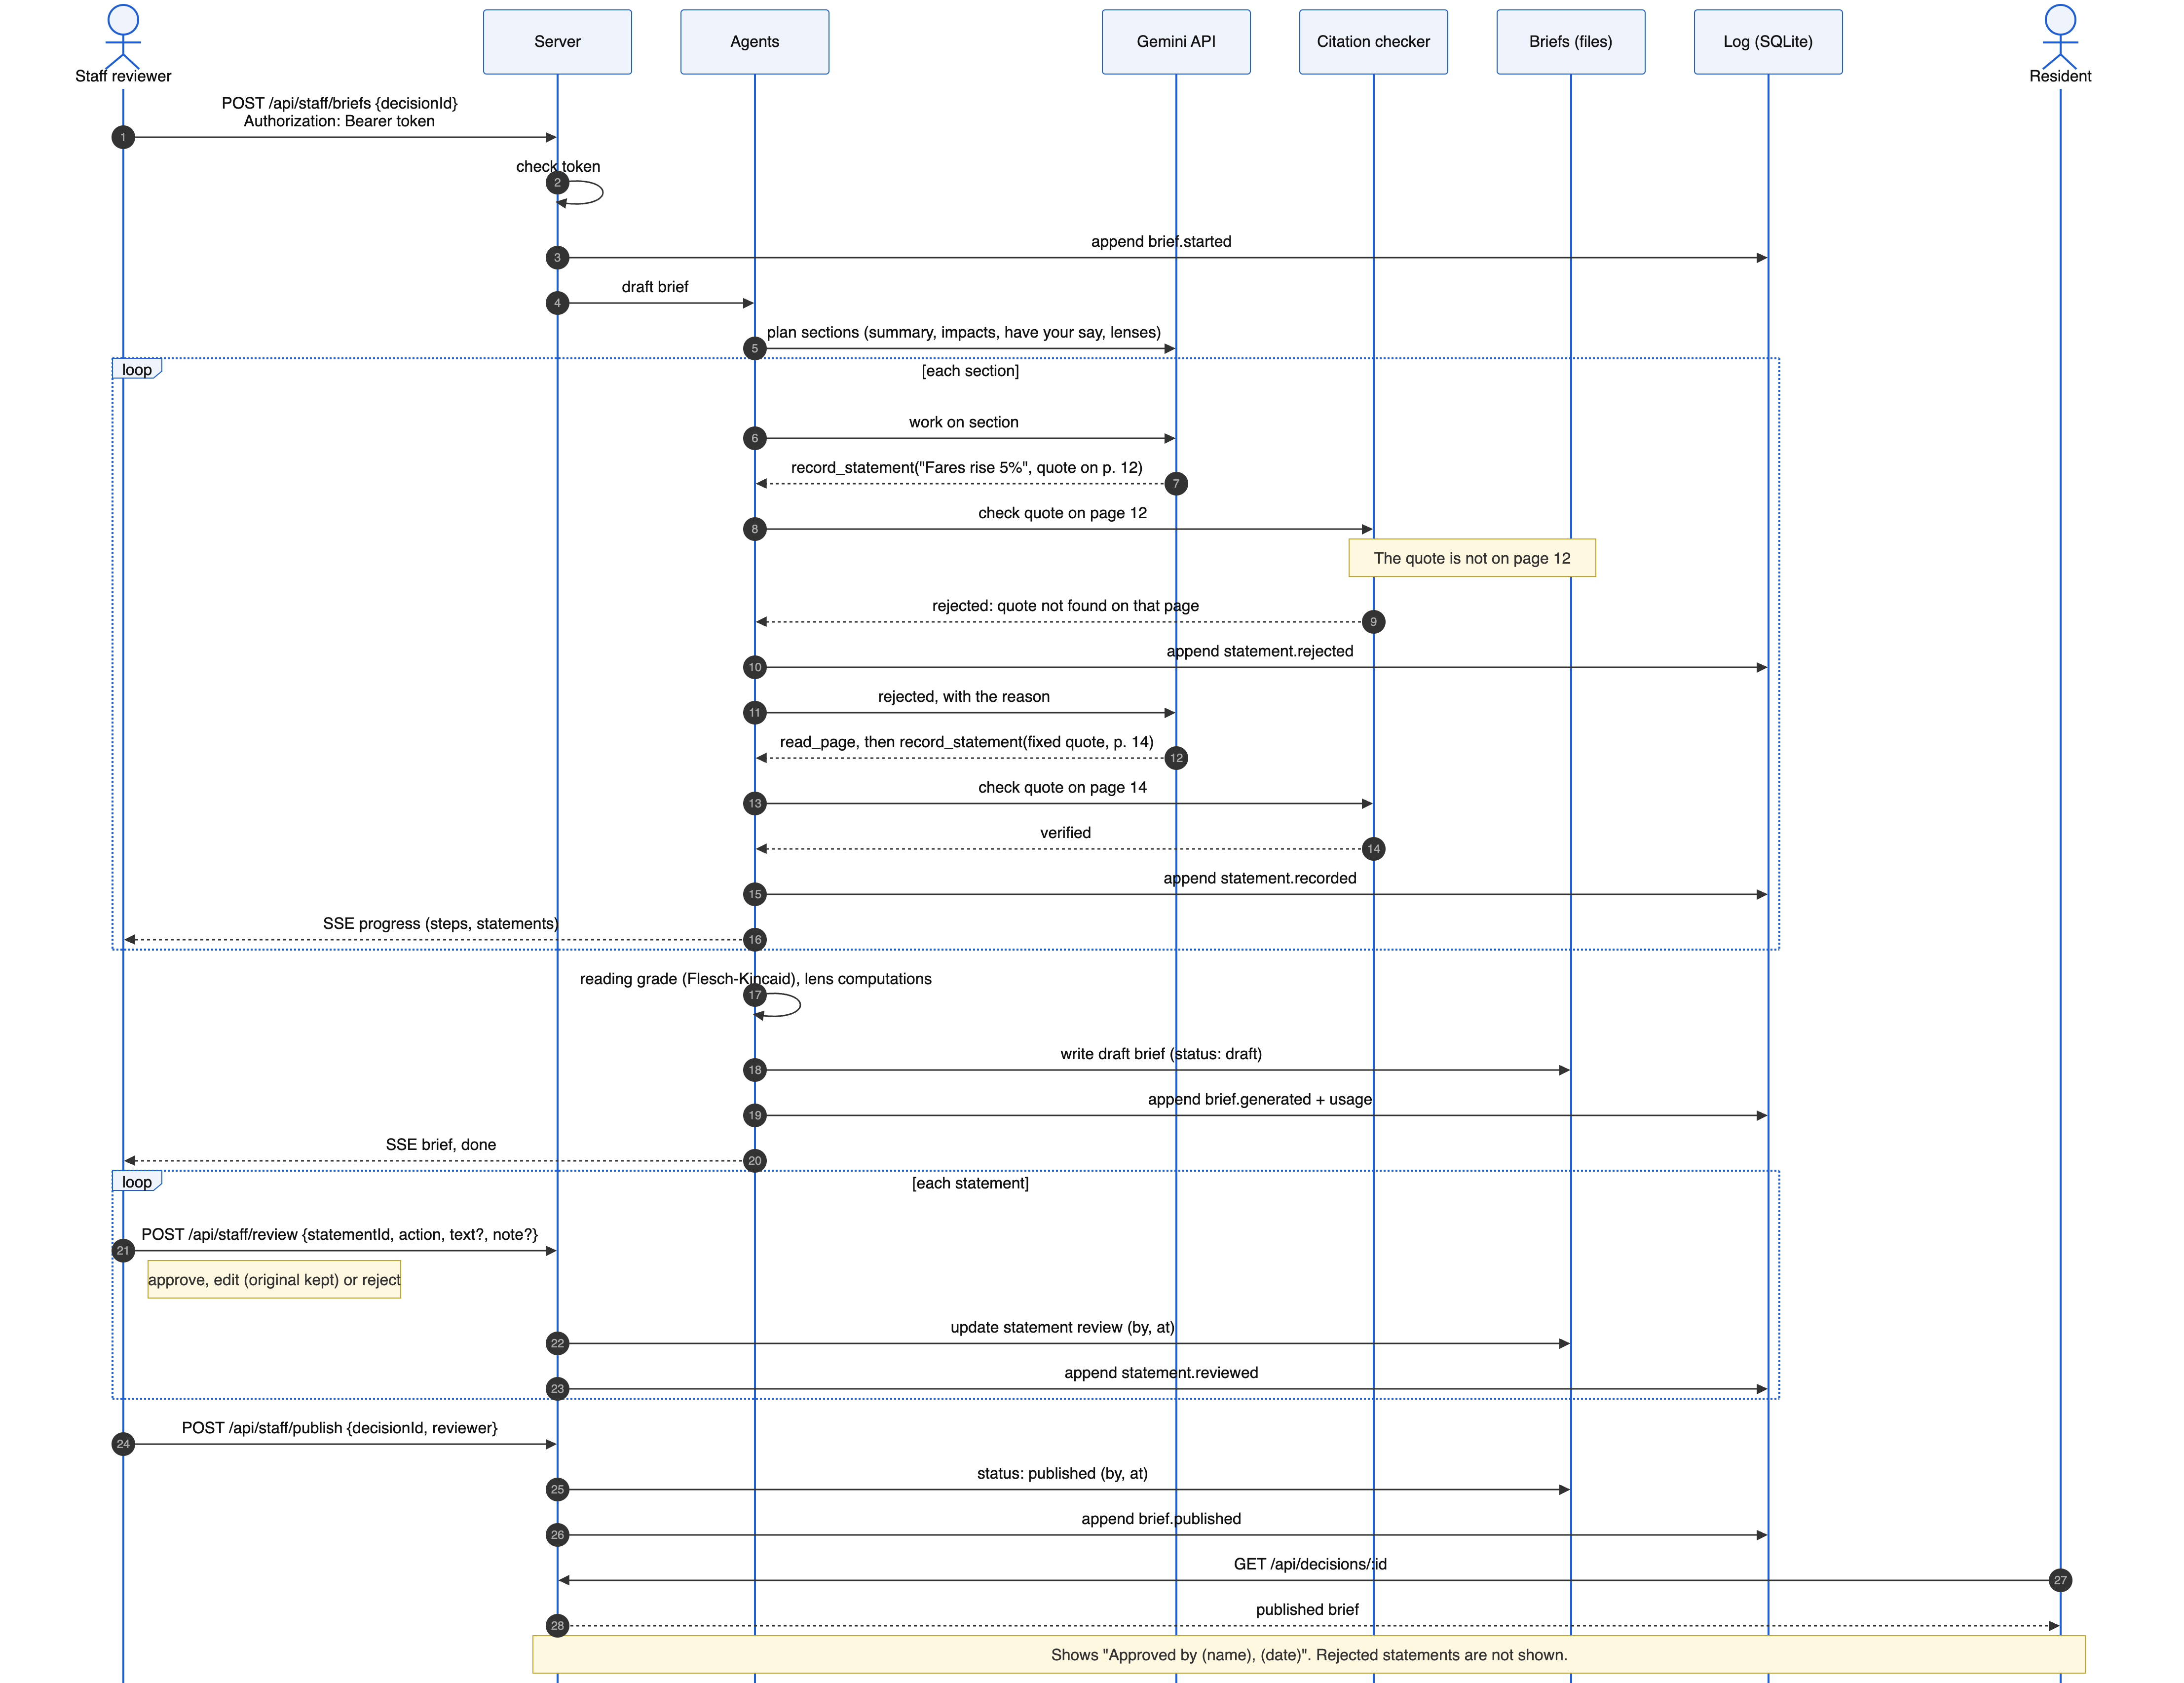 Staff reviewer
Server
Agents
Gemini API
Citation checker
Briefs (files)
Log (SQLite)
Resident
POST /api/staff/briefs {decisionId}
Authorization: Bearer token
1
check token
2
append brief.started
3
draft brief
4
plan sections (summary, impacts, have your say, lenses)
5
loop
[each section]
work on section
6
record_statement("Fares rise 5%", quote on p. 12)
7
check quote on page 12
8
The quote is not on page 12
rejected: quote not found on that page
9
append statement.rejected
10
rejected, with the reason
11
read_page, then record_statement(fixed quote, p. 14)
12
check quote on page 14
13
verified
14
append statement.recorded
15
SSE progress (steps, statements)
16
reading grade (Flesch-Kincaid), lens computations
17
write draft brief (status: draft)
18
append brief.generated + usage
19
SSE brief, done
20
loop
[each statement]
POST /api/staff/review {statementId, action, text?, note?}
21
approve, edit (original kept) or reject
update statement review (by, at)
22
append statement.reviewed
23
POST /api/staff/publish {decisionId, reviewer}
24
status: published (by, at)
25
append brief.published
26
GET /api/decisions/:id
27
published brief
28
Shows "Approved by (name), (date)". Rejected statements are not shown.